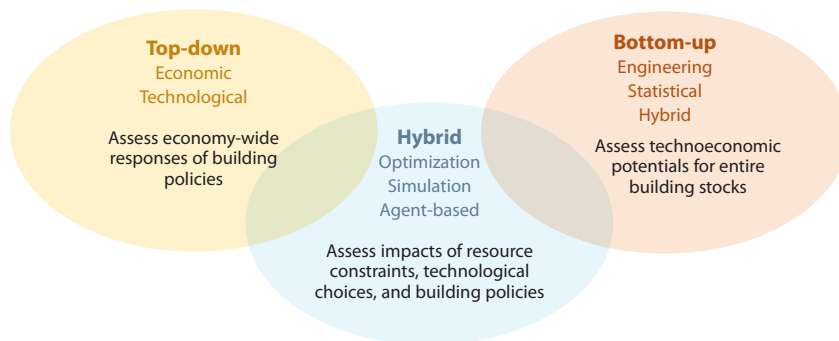 Top-down
Economic
Technological
Assess economy-wide
responses of building
policies
Hybrid
Optimization
Simulation
Agent-based
Assess impacts of resource
constraints, technological
choices, and building policies
Bottom-up
Engineering
Statistical
Hybrid
Assess technoeconomic
potentials for entire
building stocks